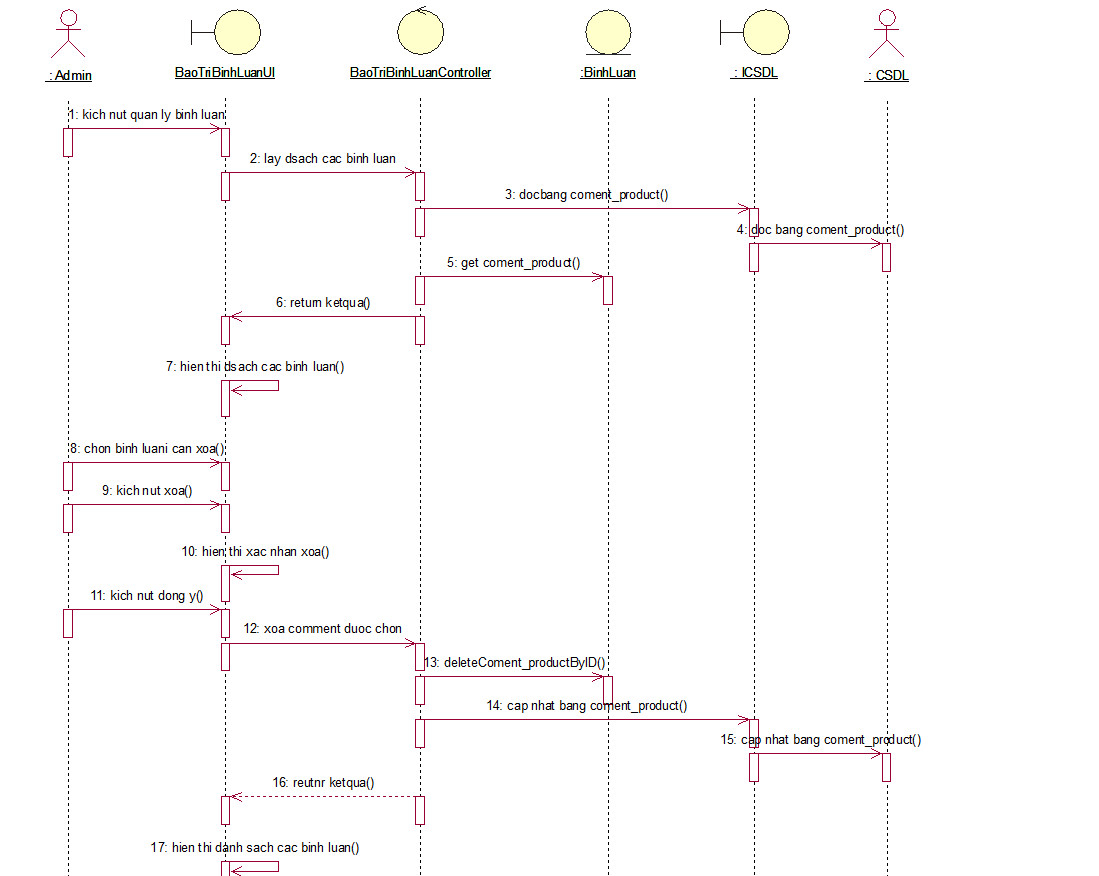 : Admin
BaoTriBinhLuanUI
BaoTriBinhLuanController
:BinhLuan
: ICSDL
: CSDL
1: kich nut quan ly binh luan
2: lay dsach cac binh luan
3: docbang coment_product()
4: doc bang coment_product()
5: get coment_product()
6: return ketqua()
7: hien thi dsach cac binh luan()
8: chon binh luani can xoa()
9: kich nut xoa()
10: hien thi xac nhan xoa()
11: kich nut dong y()
12: xoa comment duoc chon
13: deleteComent_productByID()
14: cap nhat bang coment_product()
15: cap nhat bang coment_product()
16: reutnr ketqua()
17: hien thi danh sach cac binh luan()